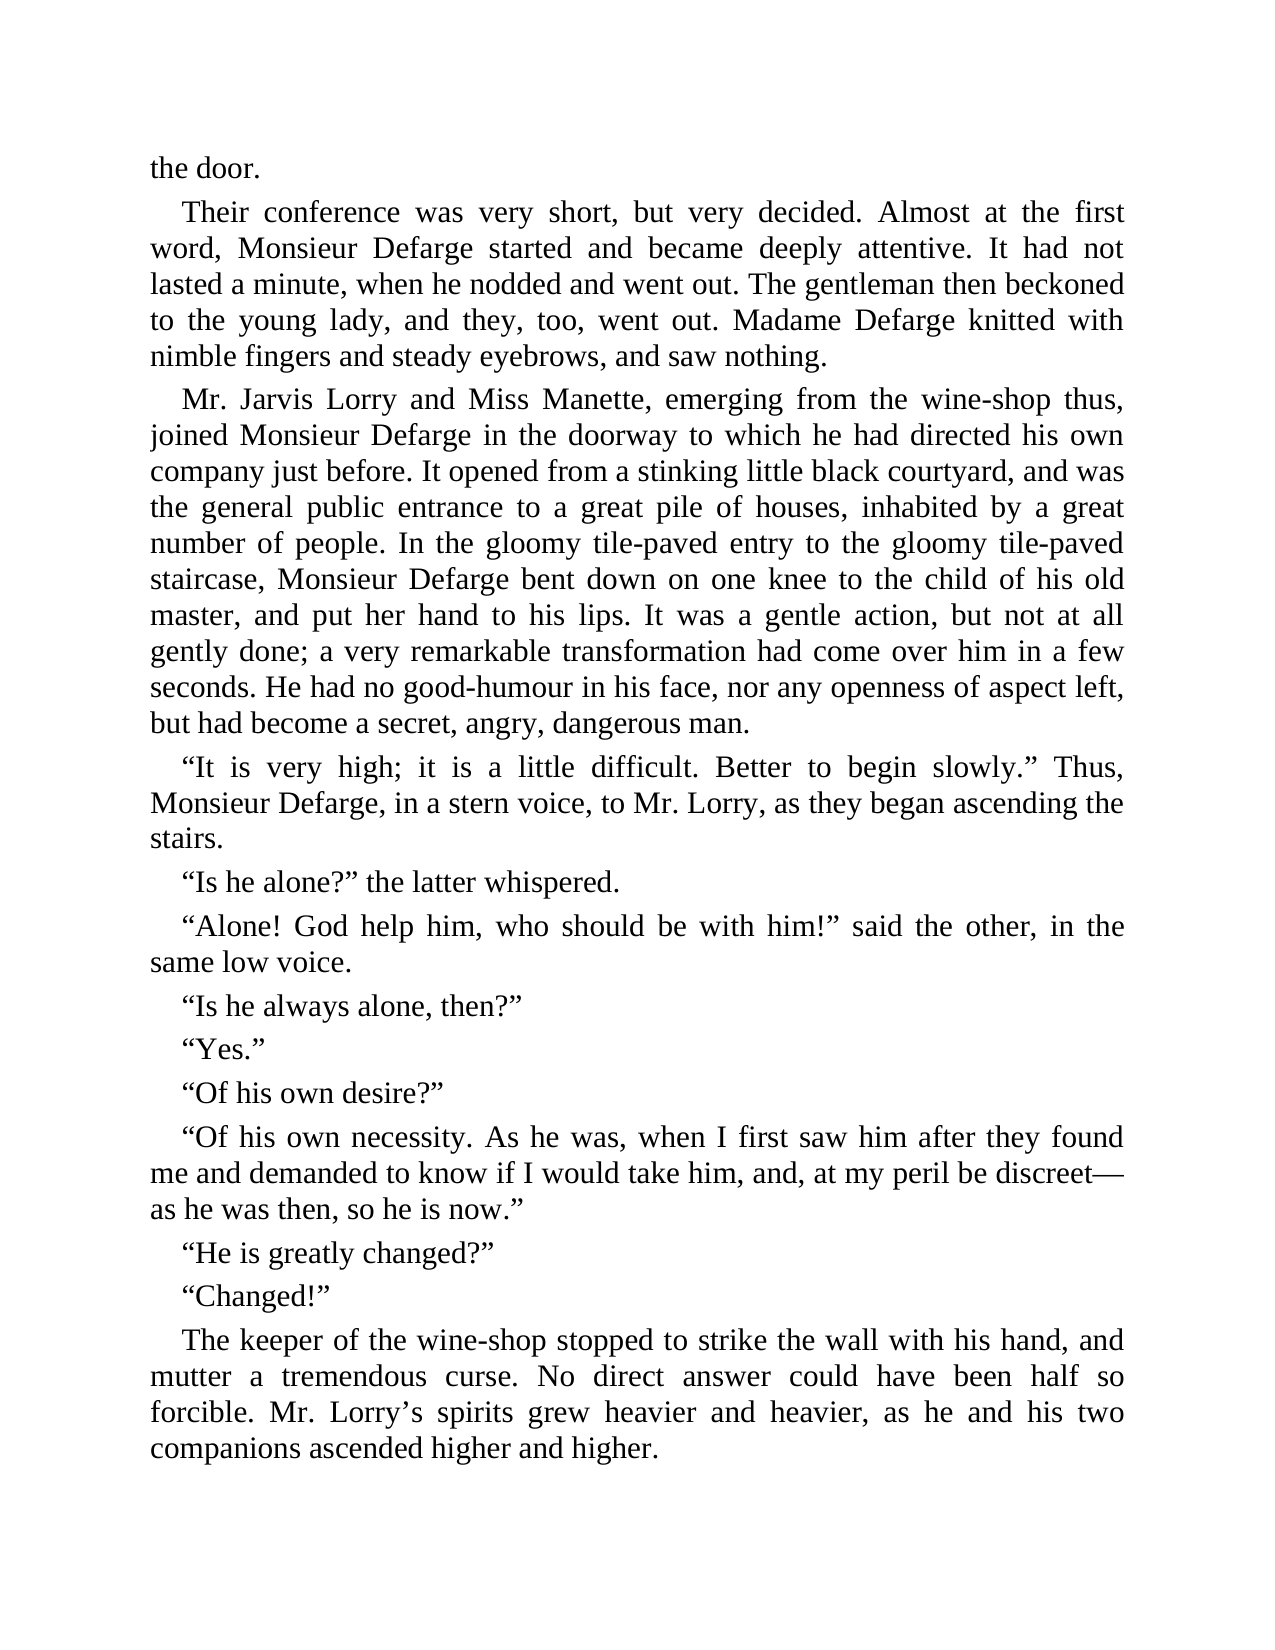 the door.
Their conference was very short, but very decided. Almost at the first
word, Monsieur Defarge started and became deeply attentive. It had not
lasted a minute, when he nodded and went out. The gentleman then beckoned
to the young lady, and they, too, went out. Madame Defarge knitted with
nimble fingers and steady eyebrows, and saw nothing.
Mr. Jarvis Lorry and Miss Manette, emerging from the wine-shop thus,
joined Monsieur Defarge in the doorway to which he had directed his own
company just before. It opened from a stinking little black courtyard, and was
the general public entrance to a great pile of houses, inhabited by a great
number of people. In the gloomy tile-paved entry to the gloomy tile-paved
staircase, Monsieur Defarge bent down on one knee to the child of his old
master, and put her hand to his lips. It was a gentle action, but not at all
gently done; a very remarkable transformation had come over him in a few
seconds. He had no good-humour in his face, nor any openness of aspect left,
but had become a secret, angry, dangerous man.
“It is very high; it is a little difficult. Better to begin slowly.” Thus,
Monsieur Defarge, in a stern voice, to Mr. Lorry, as they began ascending the
stairs.
“Is he alone?” the latter whispered.
“Alone! God help him, who should be with him!” said the other, in the
same low voice.
“Is he always alone, then?”
“Yes.”
“Of his own desire?”
“Of his own necessity. As he was, when I first saw him after they found
me and demanded to know if I would take him, and, at my peril be discreet—
as he was then, so he is now.”
“He is greatly changed?”
“Changed!”
The keeper of the wine-shop stopped to strike the wall with his hand, and
mutter a tremendous curse. No direct answer could have been half so
forcible. Mr. Lorry’s spirits grew heavier and heavier, as he and his two
companions ascended higher and higher.